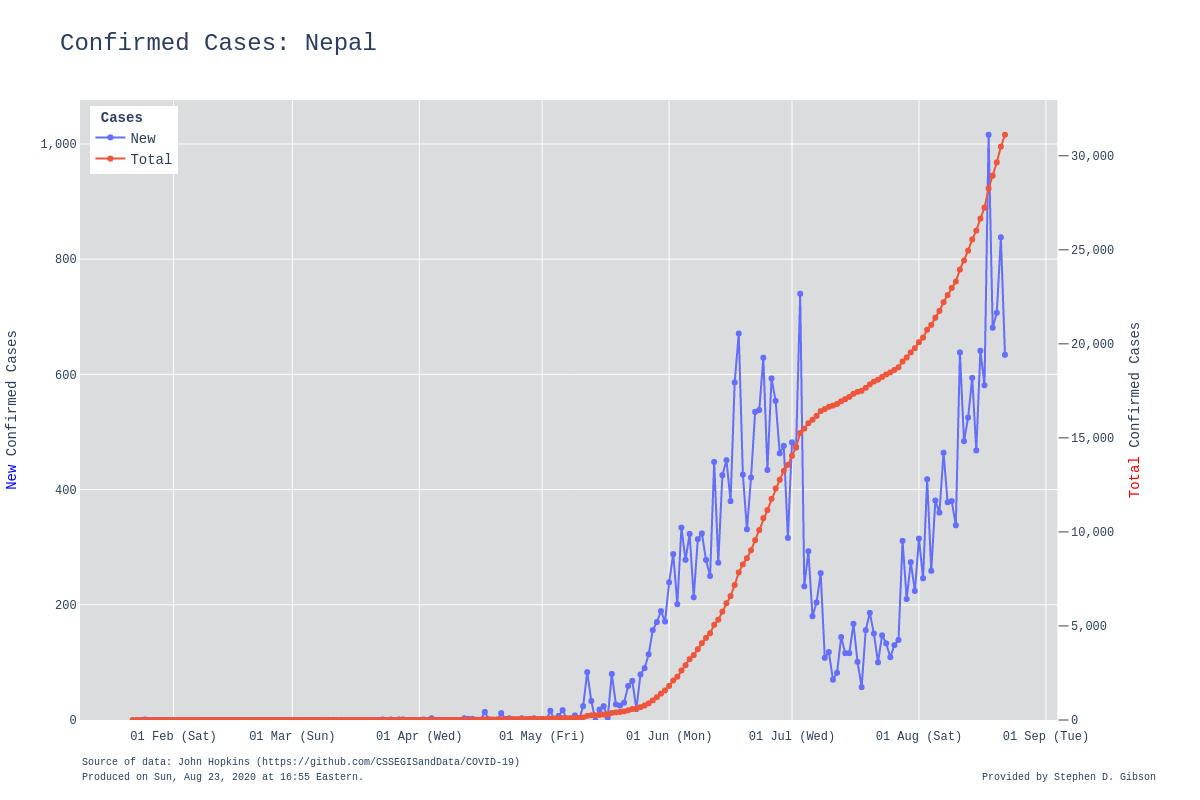 Confirmed Cases: Nepal
Cases
New
Total
1,000
800
600
400
200
0
30,000
25,000
20,000
15,000
10,000
5,000
0
New Confirmed Cases
Total Confirmed Cases
01 Feb (Sat) 01 Mar (Sun) 01 Apr (Wed) 01 May (Fri) 01 Jun (Mon) 01 Jul (Wed) 01 Aug (Sat) 01 Sep (Tue)
Source of data: John Hopkins (https://github.com/CSSEGISandData/COVID-19)
Produced on Sun, Aug 23, 2020 at 16:55 Eastern.
Provided by Stephen D. Gibson